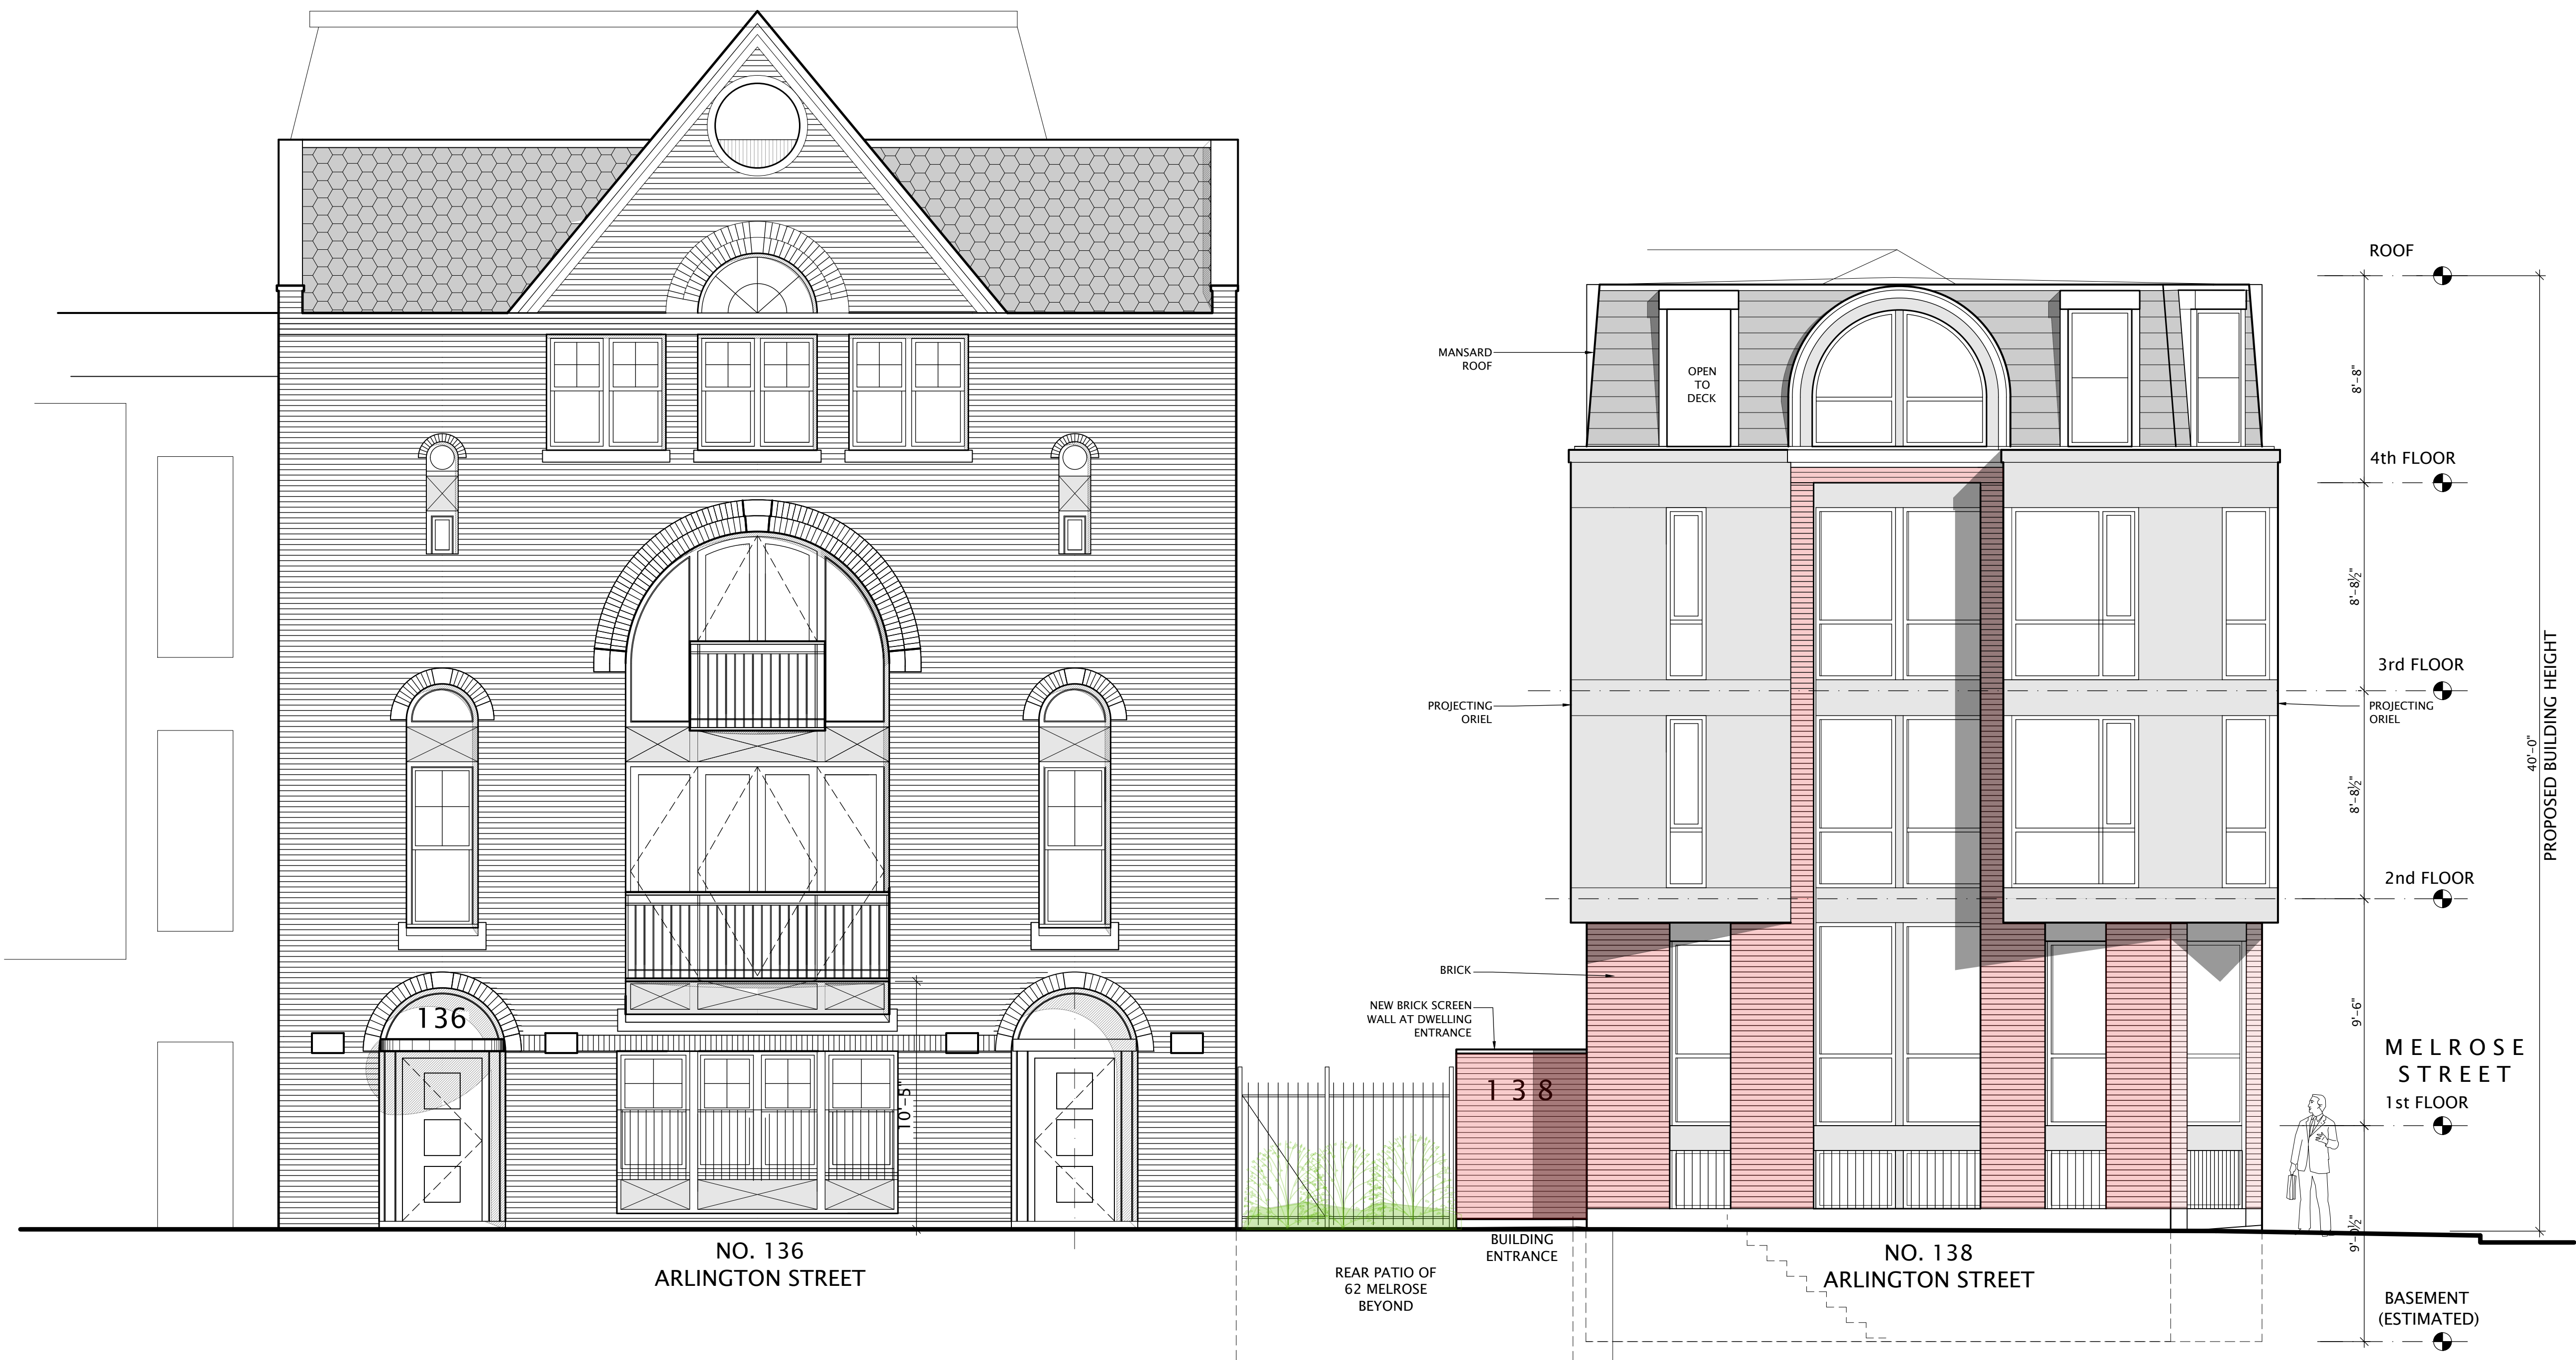 ROOF
MANSARD
ROOF
OPEN
TO
DECK
8'-8"
4th FLOOR
8'-8½"
3rd FLOOR
PROJECTING
ORIEL
PROJECTING
ORIEL
40'-0"
PROPOSED BUILDING HEIGHT
8'-8½"
2nd FLOOR
BRICK
NEW BRICK SCREEN
WALL AT DWELLING
ENTRANCE
9'-6"
136
10'-5"
138
MELROSE
STREET
1st FLOOR
9'-0½"
NO. 136
ARLINGTON STREET
BUILDING
ENTRANCE
REAR PATIO OF
62 MELROSE
BEYOND
NO. 138
ARLINGTON STREET
BASEMENT
(ESTIMATED)